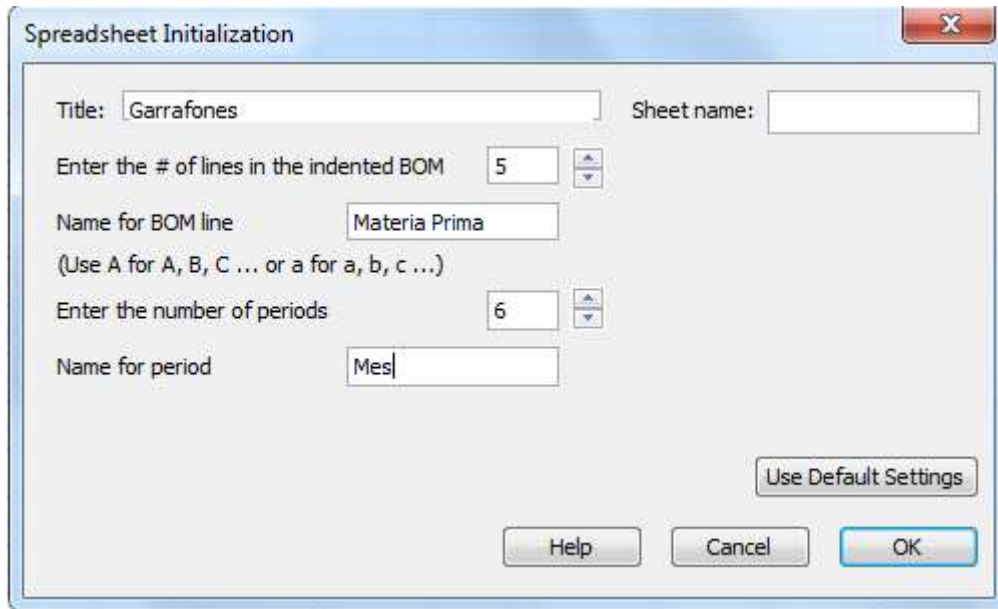 Spreadsheet Initialization
Title: Garrafones Sheet name:
Enter the # of lines in the indented BOM 5
Name for BOM line Materia Prima
(Use A for A, B, C ... or a for a, b, c ...)
Enter the number of periods 6
Name for period Mes
Use Default Settings
Help Cancel OK